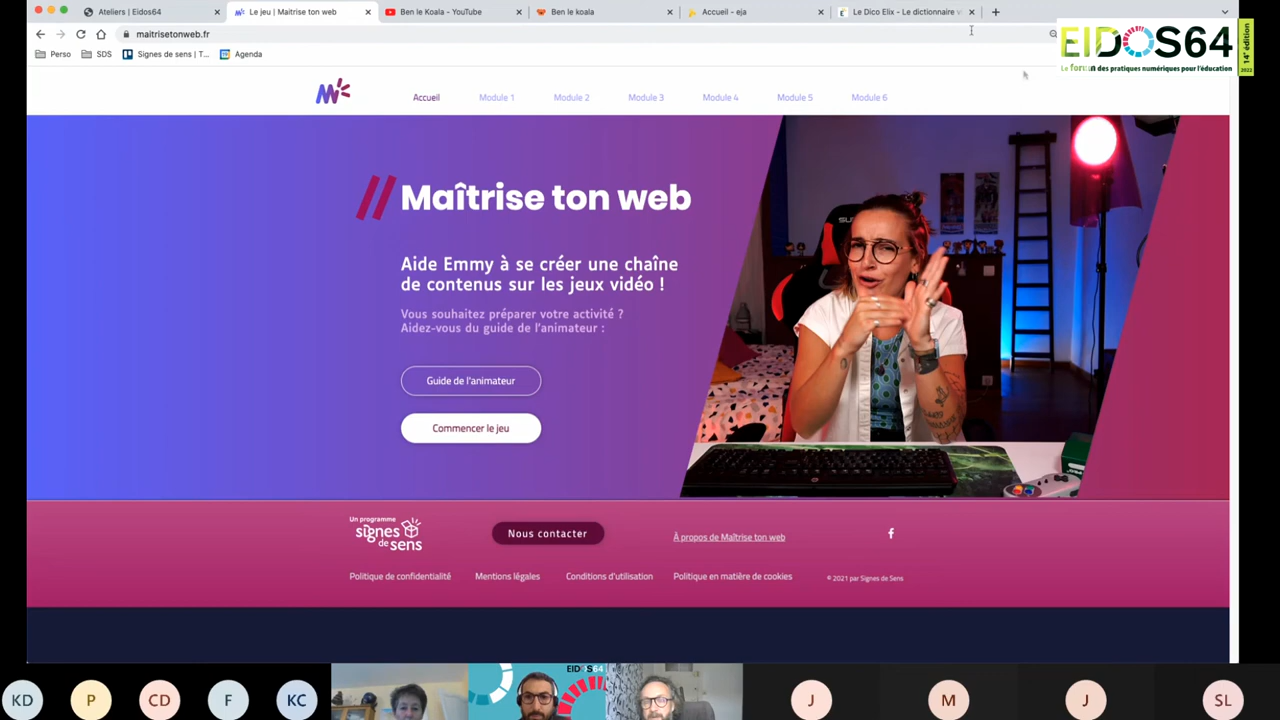 Ateliers | Eidos64
Le jeu | Maitrise ton web
Ben le Koala - YouTube
Ben le koala
Accueil - eja
Le Dico Elix - Le dictionnaire v
maitrisetonweb.fr
Perso
SDS
Signes de sens | T...
Agenda
EIDOS64
Le forum des pratiques numériques pour l'éducation
14e édition
2022
Accueil
Module 1
Module 2
Module 3
Module 4
Module 5
Module 6
Maîtrise ton web
Aide Emmy à se créer une chaîne
de contenus sur les jeux vidéo !
Vous souhaitez préparer votre activité ?
Aidez-vous du guide de l'animateur :
Guide de l'animateur
Commencer le jeu
Un programme
signes
de sens
Nous contacter
À propos de Maîtrise ton web
Politique de confidentialité
Mentions légales
Conditions d'utilisation
Politique en matière de cookies
© 2021 par Signes de Sens
KD
P
CD
F
KC
EIDOS64
J
M
J
SL